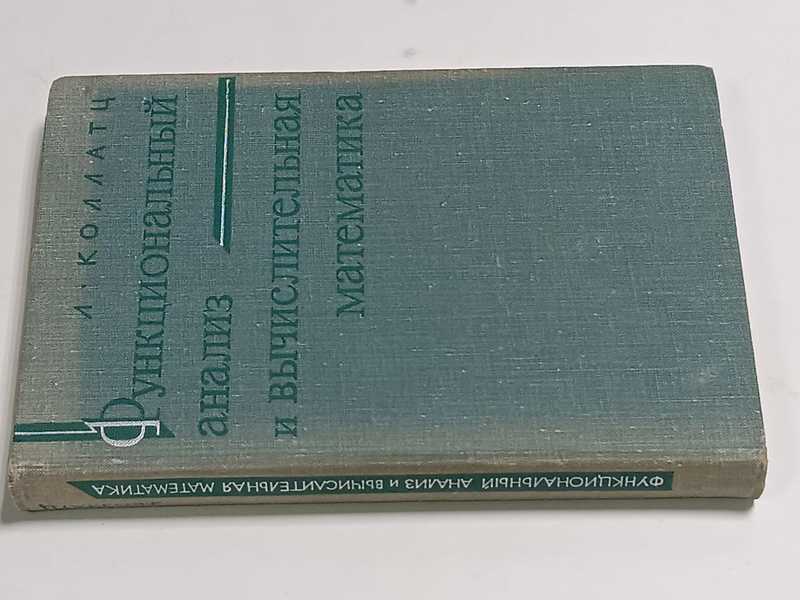 Л·КОЛЛАТЦ
Функциональный
анализ
и вычислительная
математика
ФУНКЦИОНАЛЬНЫЙ АНАЛИЗ и ВЫЧИСЛИТЕЛЬНАЯ МАТЕМАТИКА